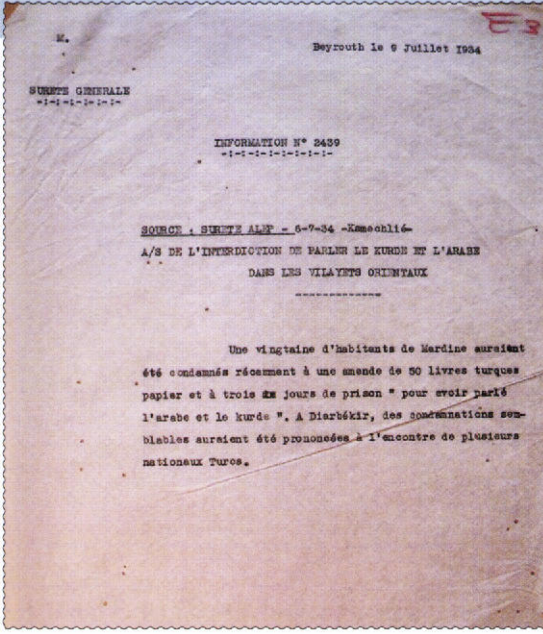 E 3
M.
Beyrouth le 9 Juillet 1934
SURETE GENERALE
-:-:-:-:-:-:-
INFORMATION N° 2439
-:-:-:-:-:-:-:-:-
SOURCE : SURETE ALEP - 6-7-34 -Kamechlié-
A/S DE L'INTERDICTION DE PARLER LE KURDE ET L'ARABE
DANS LES VILAYETS ORIENTAUX
-------------
Une vingtaine d'habitants de Mardine auraient
été condamnés récemment à une amende de 50 livres turques
papier et à trois jours de prison " pour avoir parlé
l'arabe et le kurde ". A Diarbékir, des condamnations sem-
blables auraient été prononcées à l'encontre de plusieurs
nationaux Turcs.